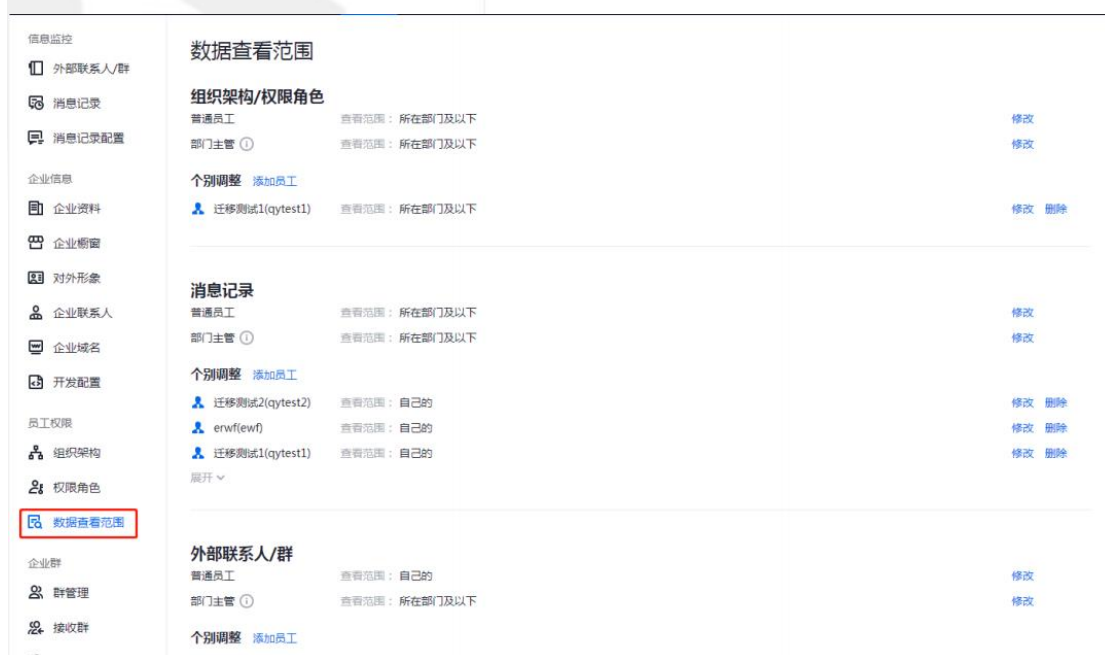 信息监控
外部联系人/群
消息记录
消息记录配置
企业信息
企业资料
企业橱窗
对外形象
企业联系人
企业域名
开发配置
员工权限
组织架构
权限角色
数据查看范围
企业群
群管理
接收群
数据查看范围
组织架构/权限角色
普通员工 查看范围： 所在部门及以下 修改
部门主管 查看范围： 所在部门及以下 修改
个别调整 添加员工
迁移测试1(qytest1) 查看范围： 所在部门及以下 修改 删除
消息记录
普通员工 查看范围： 所在部门及以下 修改
部门主管 查看范围： 所在部门及以下 修改
个别调整 添加员工
迁移测试2(qytest2) 查看范围： 自己的 修改 删除
erwf(ewf) 查看范围： 自己的 修改 删除
迁移测试1(qytest1) 查看范围： 自己的 修改 删除
展开
外部联系人/群
普通员工 查看范围： 自己的 修改
部门主管 查看范围： 所在部门及以下 修改
个别调整 添加员工